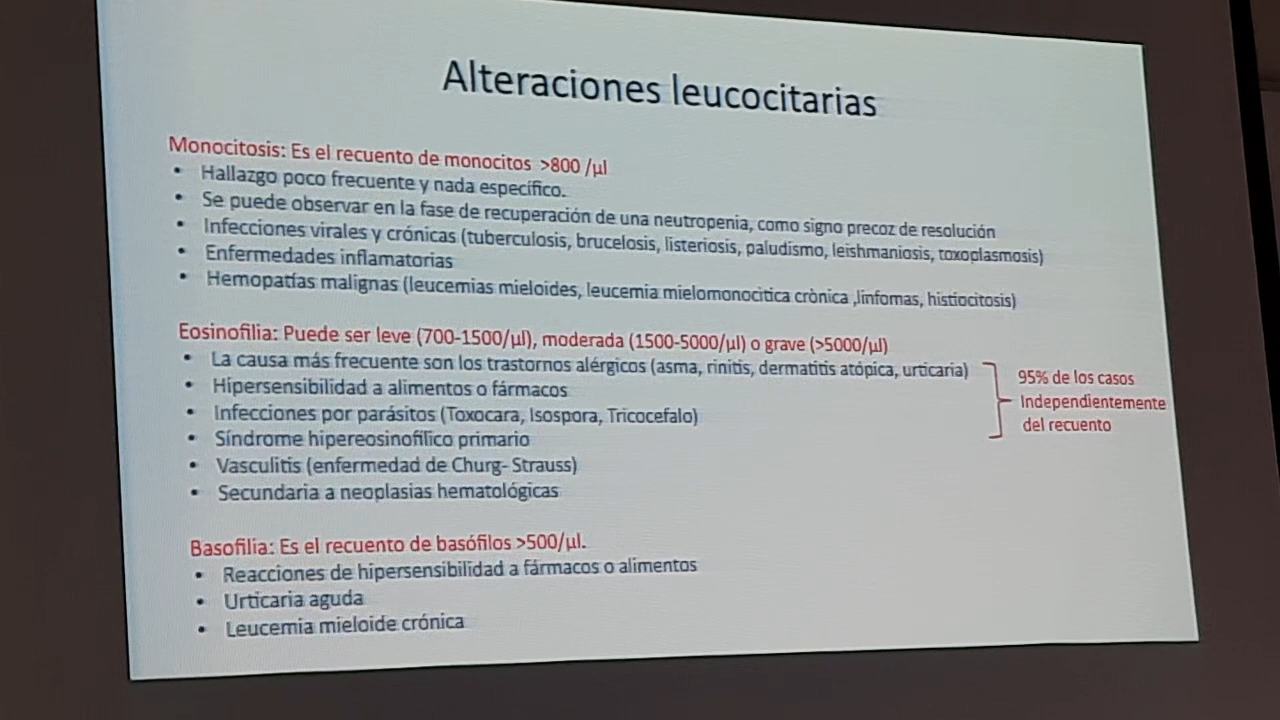 Alteraciones leucocitarias
Monocitosis: Es el recuento de monocitos >800 /µl
• Hallazgo poco frecuente y nada específico.
• Se puede observar en la fase de recuperación de una neutropenia, como signo precoz de resolución
• Infecciones virales y crónicas (tuberculosis, brucelosis, listeriosis, paludismo, leishmaniosis, toxoplasmosis)
• Enfermedades inflamatorias
• Hemopatías malignas (leucemias mieloides, leucemia mielomonocitica crònica ,linfomas, histiocitosis)
Eosinofilia: Puede ser leve (700-1500/µl), moderada (1500-5000/µl) o grave (>5000/µl)
• La causa más frecuente son los trastornos alérgicos (asma, rinitis, dermatitis atópica, urticaria)
• Hipersensibilidad a alimentos o fármacos
• Infecciones por parásitos (Toxocara, Isospora, Tricocefalo)
95% de los casos
Independientemente
del recuento
• Síndrome hipereosinofílico primario
• Vasculitis (enfermedad de Churg- Strauss)
• Secundaria a neoplasias hematológicas
Basofilia: Es el recuento de basófilos >500/µl.
• Reacciones de hipersensibilidad a fármacos o alimentos
• Urticaria aguda
• Leucemia mieloide crónica